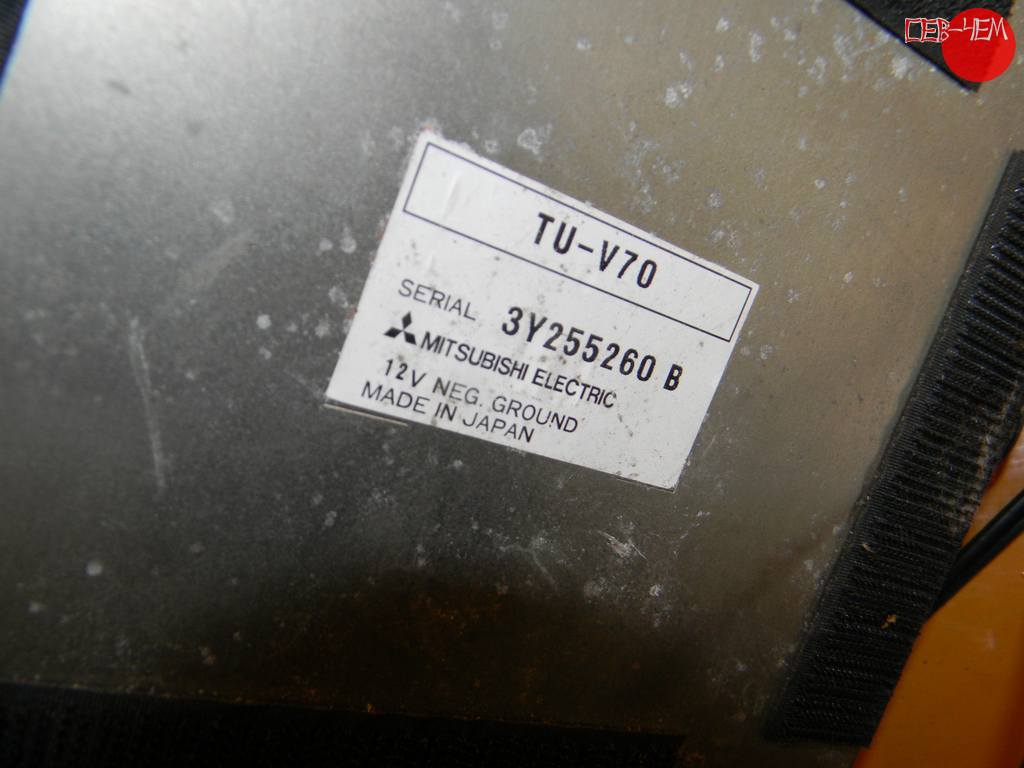 TU-V70
SERIAL 3Y255260 B
MITSUBISHI ELECTRIC
12V NEG. GROUND
MADE IN JAPAN